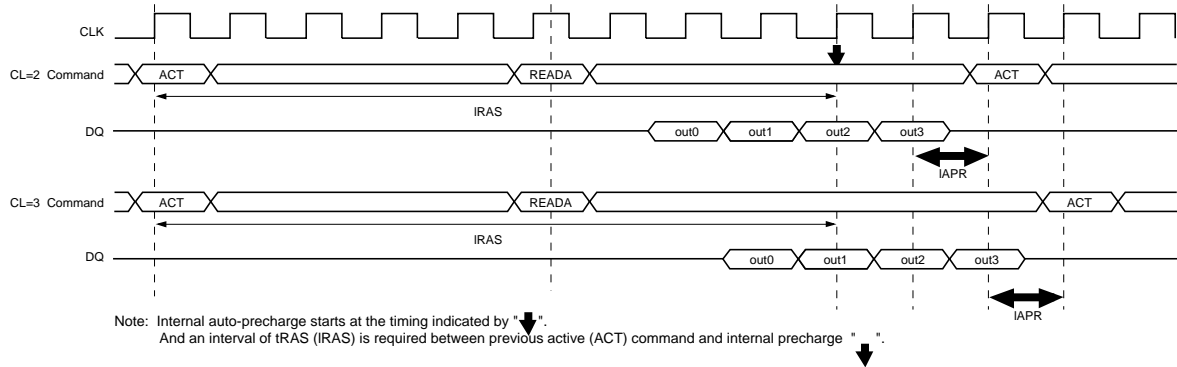 CLK
CL=2 Command ACT READA ACT
lRAS
DQ out0 out1 out2 out3
lAPR
CL=3 Command ACT READA ACT
lRAS
DQ out0 out1 out2 out3
lAPR
Note: Internal auto-precharge starts at the timing indicated by " ".
And an interval of tRAS (lRAS) is required between previous active (ACT) command and internal precharge " ".